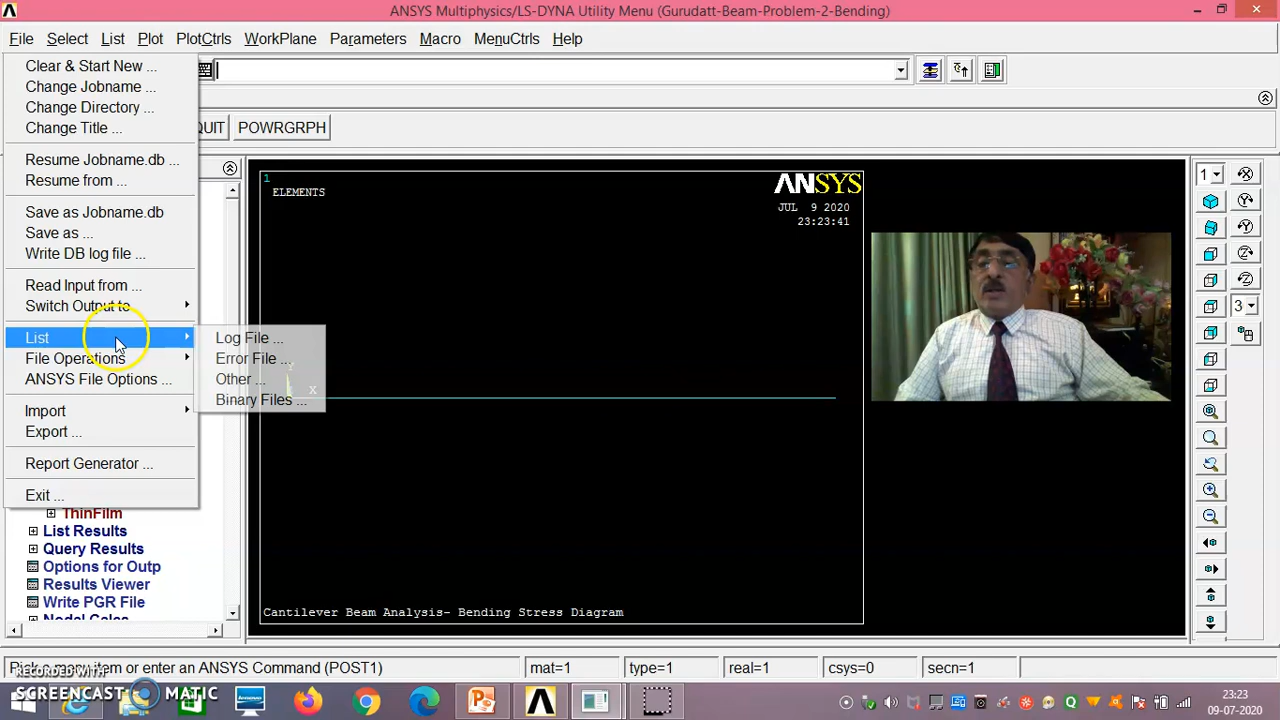 ANSYS Multiphysics/LS-DYNA Utility Menu (Gurudatt-Beam-Problem-2-Bending)
File Select List Plot PlotCtrls WorkPlane Parameters Macro MenuCtrls Help
Clear & Start New ...
Change Jobname ...
Change Directory ...
Change Title ...
QUIT POWRGRPH
Resume Jobname.db ...
Resume from ...
Save as Jobname.db
Save as ...
Write DB log file ...
Read Input from ...
Switch Output to
List
File Operations
ANSYS File Options ...
Import
Export ...
Report Generator ...
Exit ...
Log File ...
Error File ...
Other ...
Binary Files ...
ThinFilm
List Results
Query Results
Options for Outp
Results Viewer
Write PGR File
Nodal Calcs
1
ELEMENTS
ANSYS
JUL 9 2020
23:23:41
Y
X
Cantilever Beam Analysis- Bending Stress Diagram
1
3
Pick a menu item or enter an ANSYS Command (POST1)
mat=1 type=1 real=1 csys=0 secn=1
RECORDED WITH
SCREENCAST MATIC
23:23
09-07-2020